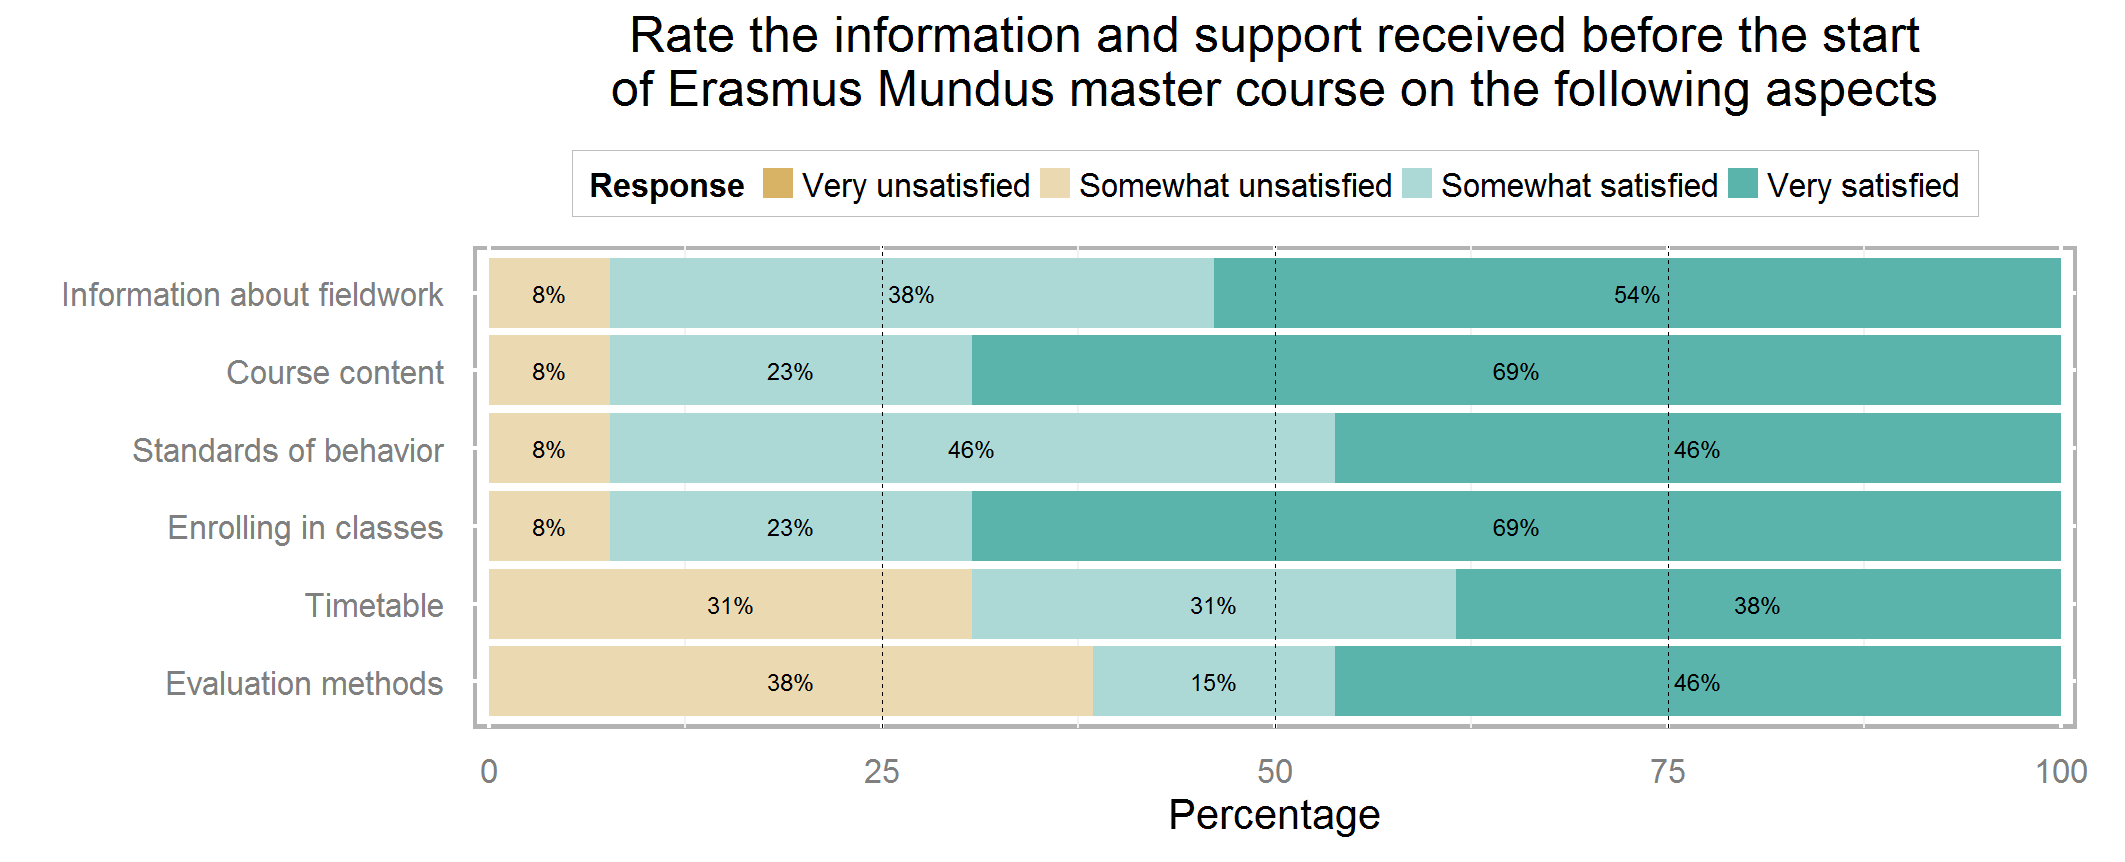 Rate the information and support received before the start
of Erasmus Mundus master course on the following aspects
Response Very unsatisfied Somewhat unsatisfied Somewhat satisfied Very satisfied
Information about fieldwork 8% 38% 54%
Course content 8% 23% 69%
Standards of behavior 8% 46% 46%
Enrolling in classes 8% 23% 69%
Timetable 31% 31% 38%
Evaluation methods 38% 15% 46%
0 25 50 75 100
Percentage